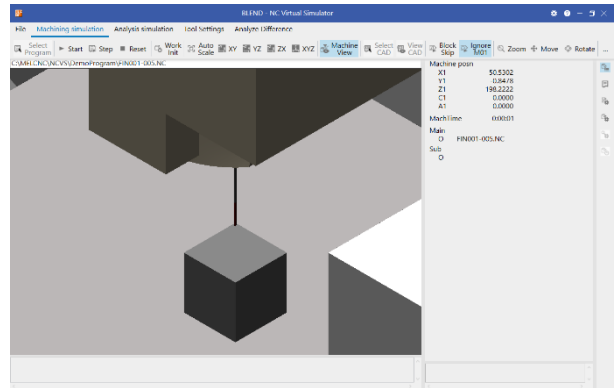 BLEND - NC Virtual Simulator
File Machining simulation Analysis simulation Tool Settings Analyze Difference
Select Program Start Step Reset Work Init Auto Scale XY YZ ZX XYZ Machine View Select CAD View CAD Block Skip Ignore M01 Zoom Move Rotate ...
C:\MELCNC\NCVS\DemoProgram\FIN001-005.NC
Machine posn
X1 50.5302
Y1 0.8478
Z1 198.2222
C1 0.0000
A1 0.0000
MachTime 0:00:01
Main
O FIN001-005.NC
Sub
O